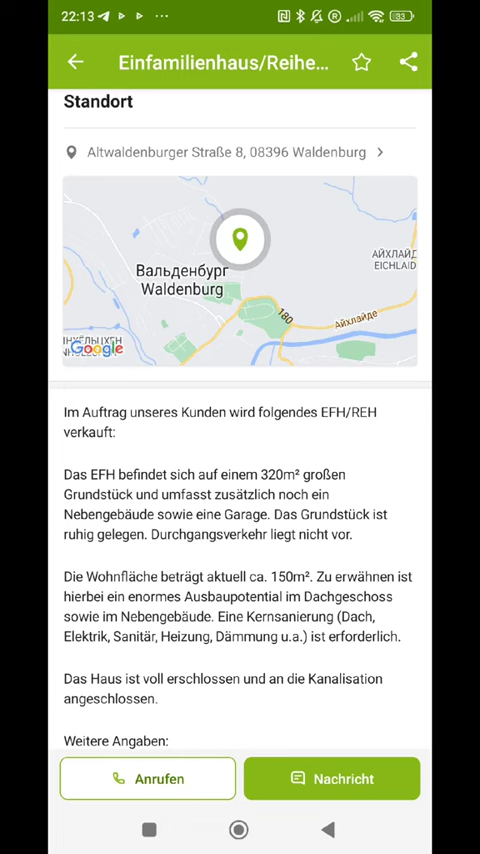 22:13
33
Einfamilienhaus/Reihe...
Standort
Altwaldenburger Straße 8, 08396 Waldenburg
Вальденбург
Waldenburg
АЙХЛАЙД
EICHLAID
180
Айхлайде
Google
Im Auftrag unseres Kunden wird folgendes EFH/REH
verkauft:
Das EFH befindet sich auf einem 320m² großen
Grundstück und umfasst zusätzlich noch ein
Nebengebäude sowie eine Garage. Das Grundstück ist
ruhig gelegen. Durchgangsverkehr liegt nicht vor.
Die Wohnfläche beträgt aktuell ca. 150m². Zu erwähnen ist
hierbei ein enormes Ausbaupotential im Dachgeschoss
sowie im Nebengebäude. Eine Kernsanierung (Dach,
Elektrik, Sanitär, Heizung, Dämmung u.a.) ist erforderlich.
Das Haus ist voll erschlossen und an die Kanalisation
angeschlossen.
Weitere Angaben:
Anrufen
Nachricht